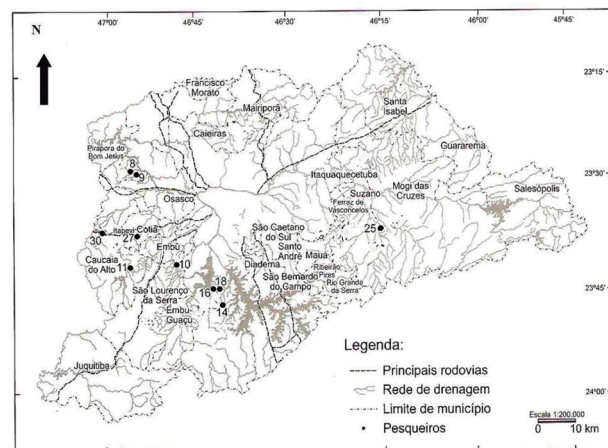 47°00'
46°45'
46°30'
46°15'
46°00'
45°45'
N
23°15'
Francisco
Morato
Mairiporã
Santa
Isabel
Caieiras
Guararema
Pirapora do
Bom Jesus
8
9
23°30'
Itaquaquecetuba
Mogi das
Cruzes
Salesópolis
Suzano
Ferraz de
Vasconcelos
Osasco
25
30
Itapevi
27
Cotia
São Caetano
do Sul
Santo
André
Mauá
Embú
Diadema
Ribeirão
Pires
Caucaia
do Alto
11
10
São Bernardo
do Campo
Rio Grande
da Serra
23°45'
São Lourenço
da Serra
16
18
14
Embu
Guaçú
Juquitiba
Legenda:
Principais rodovias
Rede de drenagem
Limite de município
Pesqueiros
24°00'
Escala 1:200.000
0 10 km